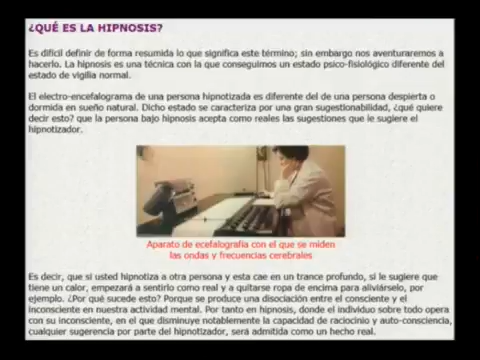 ¿QUÉ ES LA HIPNOSIS?
Es difícil definir de forma resumida lo que significa este término; sin embargo nos aventuraremos a
hacerlo. La hipnosis es una técnica con la que conseguimos un estado psico-fisiológico diferente del
estado de vigilia normal.
El electro-encefalograma de una persona hipnotizada es diferente del de una persona despierta o
dormida en sueño natural. Dicho estado se caracteriza por una gran sugestionabilidad, ¿qué quiere
decir esto? que la persona bajo hipnosis acepta como reales las sugestiones que le sugiere el
hipnotizador.
Aparato de ecefalografía con el que se miden
las ondas y frecuencias cerebrales
Es decir, que si usted hipnotiza a otra persona y esta cae en un trance profundo, si le sugiere que
tiene un calor, empezará a sentirlo como real y a quitarse ropa de encima para aliviárselo, por
ejemplo. ¿Por qué sucede esto? Porque se produce una disociación entre el consciente y el
inconsciente en nuestra actividad mental. Por tanto en hipnosis, donde el individuo sobre todo opera
con su inconsciente, en el que disminuye notablemente la capacidad de raciocinio y auto-consciencia,
cualquier sugerencia por parte del hipnotizador, será admitida como un hecho real.